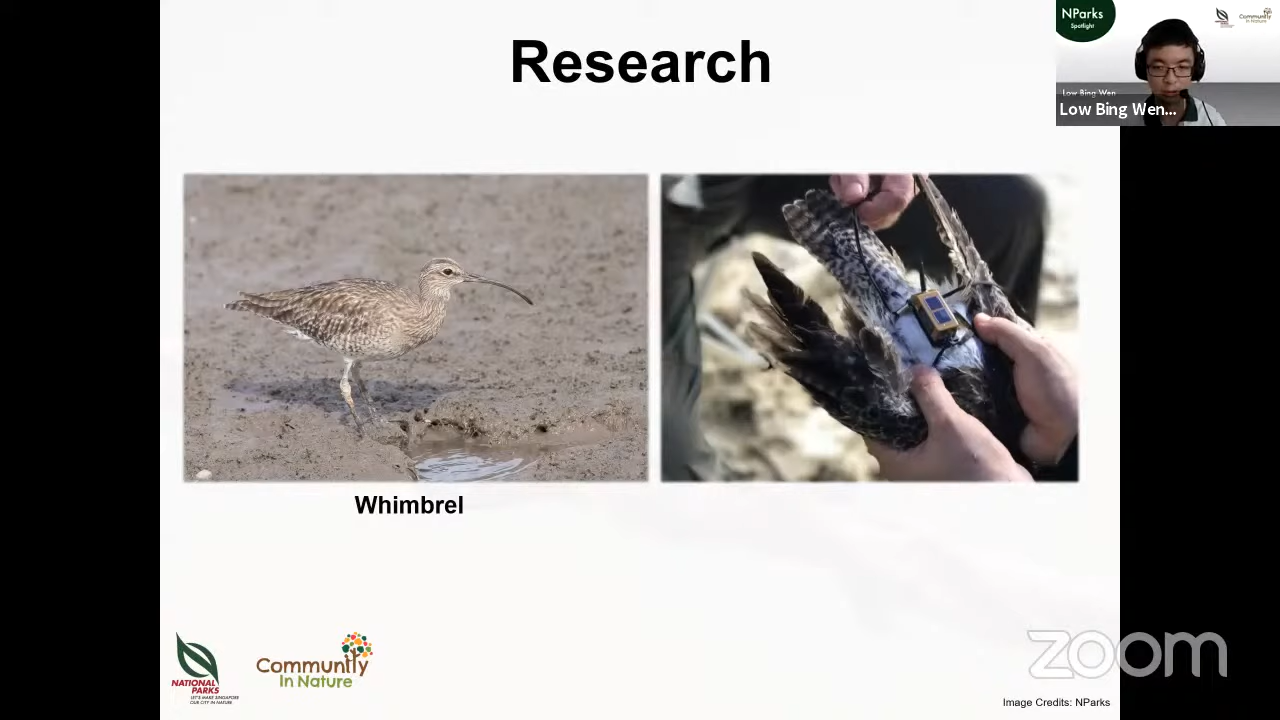 Research
NParks
Spotlight
Community
In Nature
Low Bing Wen
Low Bing Wen...
Whimbrel
NATIONAL
PARKS
LET'S MAKE SINGAPORE
OUR CITY IN NATURE
Community
In Nature
zoom
Image Credits: NParks